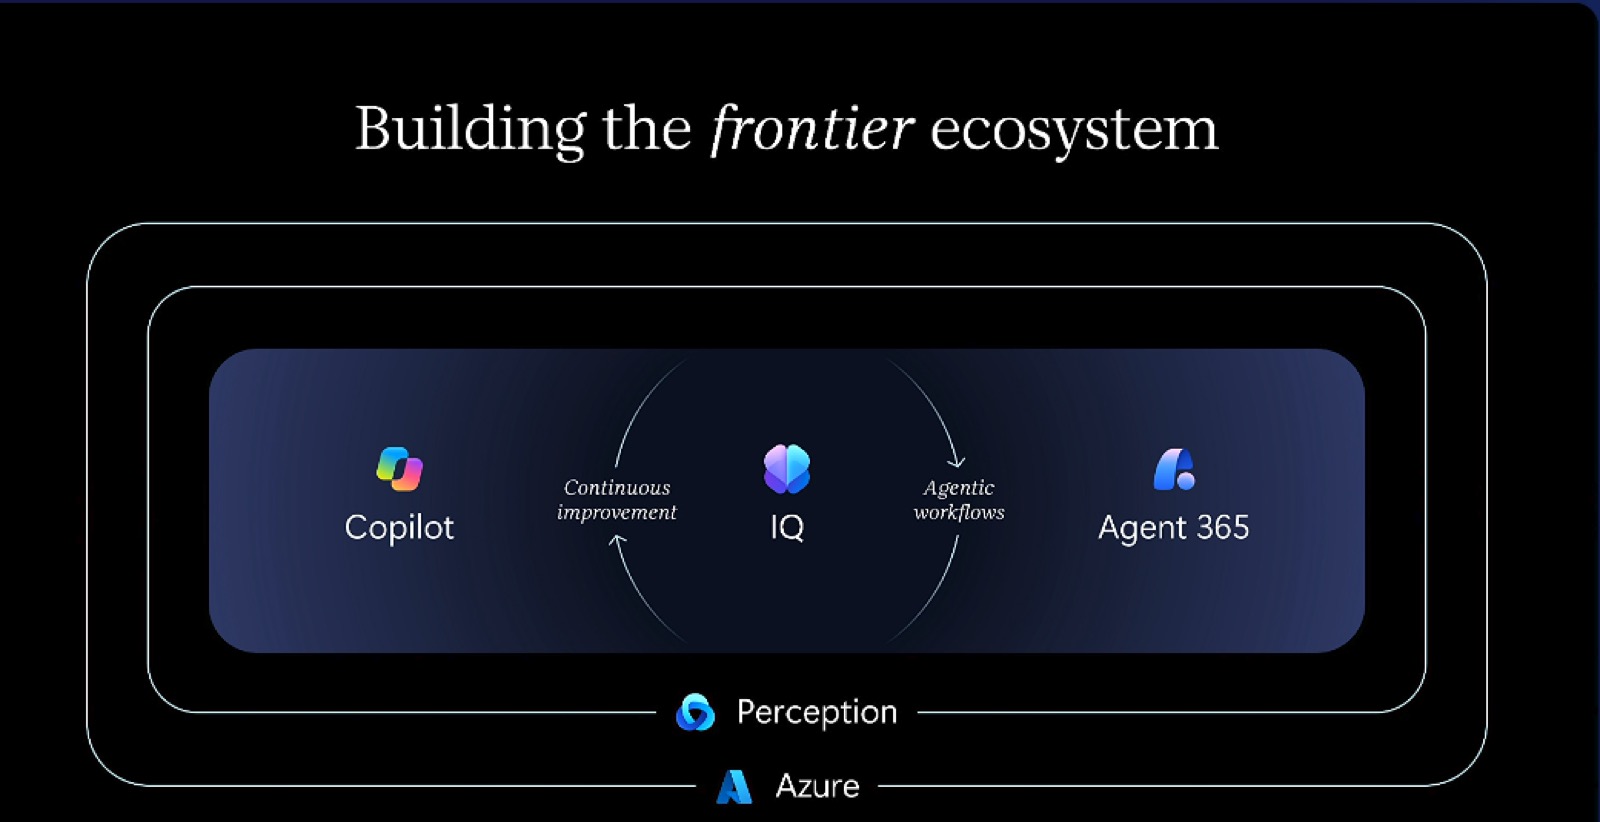 Building the frontier ecosystem
Continuous
improvement
Agentic
workflows
Copilot
IQ
Agent 365
Perception
Azure